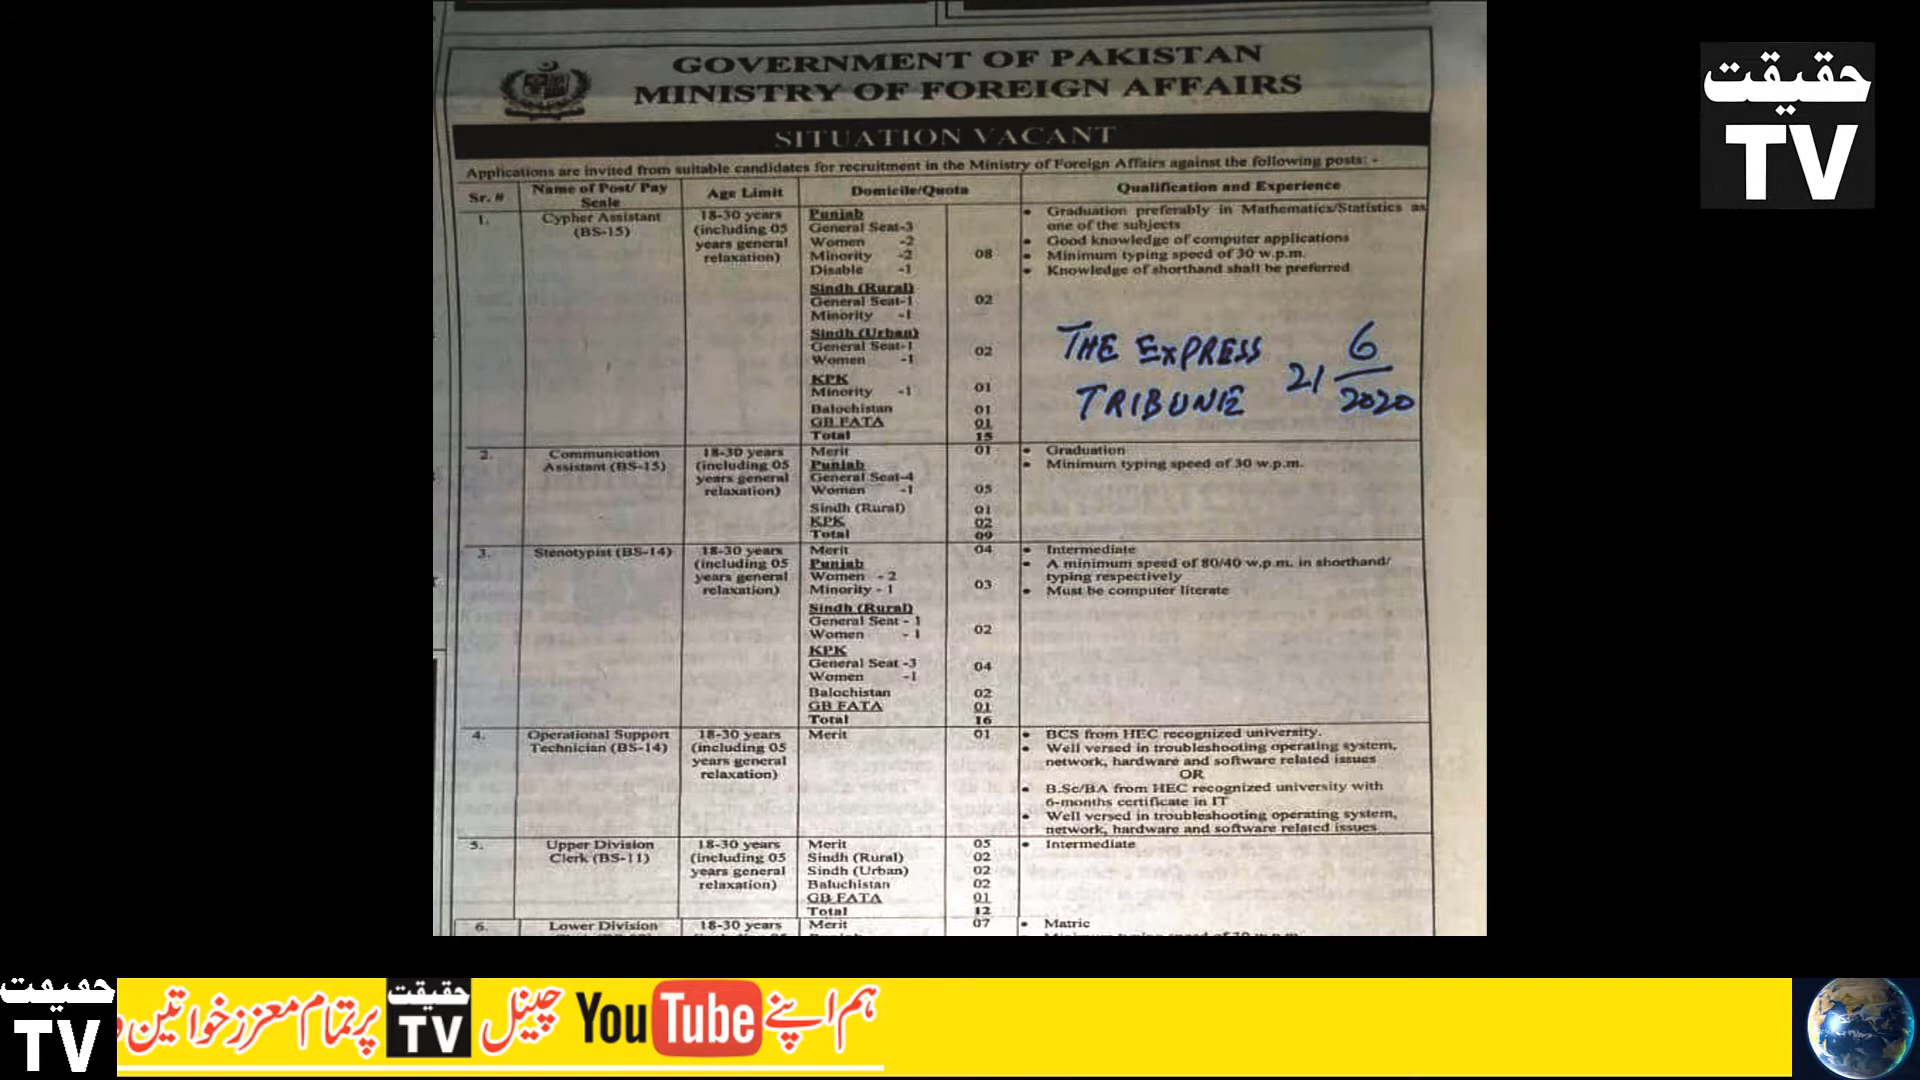 GOVERNMENT OF PAKISTAN
MINISTRY OF FOREIGN AFFAIRS
SITUATION VACANT
Applications are invited from suitable candidates for recruitment in the Ministry of Foreign Affairs against the following posts: -
Sr. # Name of Post/ Pay Scale Age Limit Domicile/Quota Qualification and Experience
1. Cypher Assistant (BS-15) 18-30 years (including 05 years general relaxation)
Punjab
General Seat-3
Women -2
Minority -2
Disable -1
08
Sindh (Rural)
General Seat-1
Minority -1
02
Sindh (Urban)
General Seat-1
Women -1
02
KPK
Minority -1
01
Balochistan 01
GB FATA 01
Total 15
• Graduation preferably in Mathematics/Statistics as
one of the subjects
• Good knowledge of computer applications
• Minimum typing speed of 30 w.p.m.
• Knowledge of shorthand shall be preferred
THE EXPRESS
TRIBUNE
21 6
2020
2. Communication Assistant (BS-15) 18-30 years (including 05 years general relaxation)
Merit 01
Punjab
General Seat-4
Women -1
05
Sindh (Rural) 01
KPK 02
Total 09
• Graduation
• Minimum typing speed of 30 w.p.m.
3. Stenotypist (BS-14) 18-30 years (including 05 years general relaxation)
Merit 04
Punjab
Women - 2
Minority - 1
03
Sindh (Rural)
General Seat - 1
Women - 1
02
KPK
General Seat -3
Women -1
04
Balochistan 02
GB FATA 01
Total 16
• Intermediate
• A minimum speed of 80/40 w.p.m. in shorthand/
typing respectively
• Must be computer literate
4. Operational Support Technician (BS-14) 18-30 years (including 05 years general relaxation)
Merit 01
• BCS from HEC recognized university.
• Well versed in troubleshooting operating system,
network, hardware and software related issues
OR
• B.Sc/BA from HEC recognized university with
6-months certificate in IT
• Well versed in troubleshooting operating system,
network, hardware and software related issues
5. Upper Division Clerk (BS-11) 18-30 years (including 05 years general relaxation)
Merit 05
Sindh (Rural) 02
Sindh (Urban) 02
Baluchistan 02
GB FATA 01
Total 12
• Intermediate
6. Lower Division 18-30 years
Merit 07
• Matric
حقیقت
TV
حقیقت
TV
ہم اپنے YouTube چینل حقیقت TV پر تمام معزز خواتین و